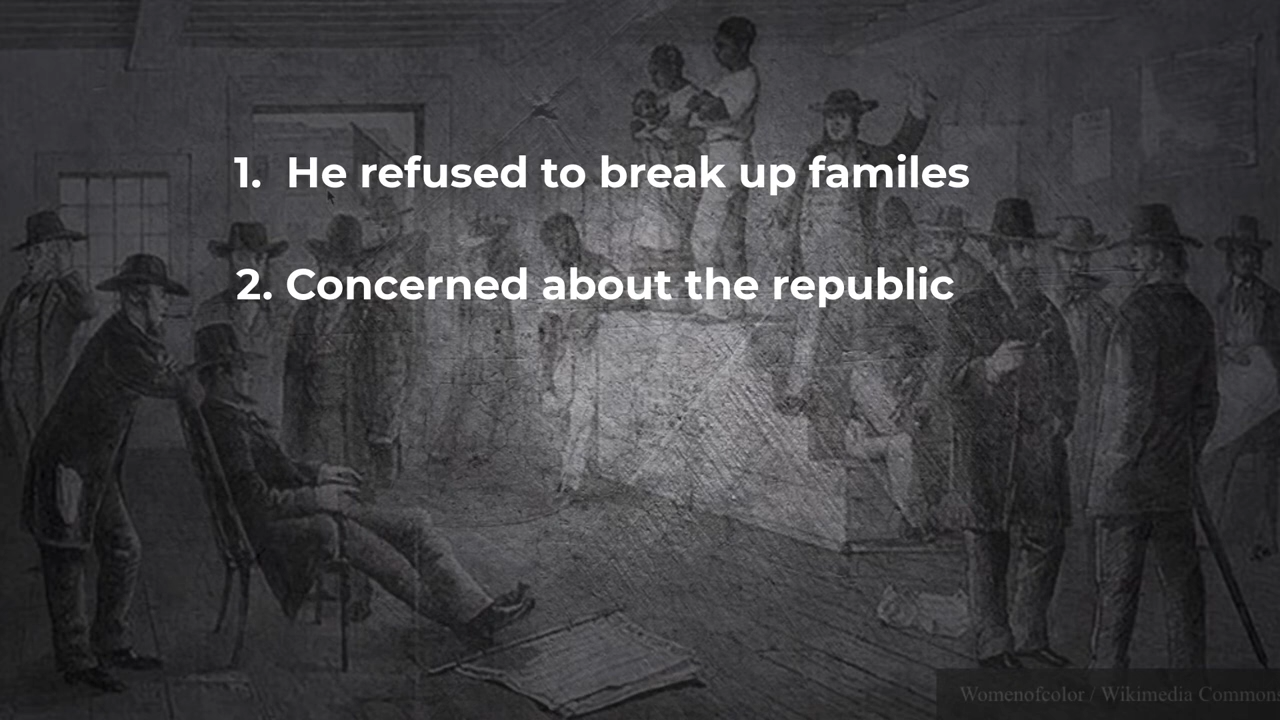 1. He refused to break up familes
2. Concerned about the republic
Womenofcolor / Wikimedia Commons